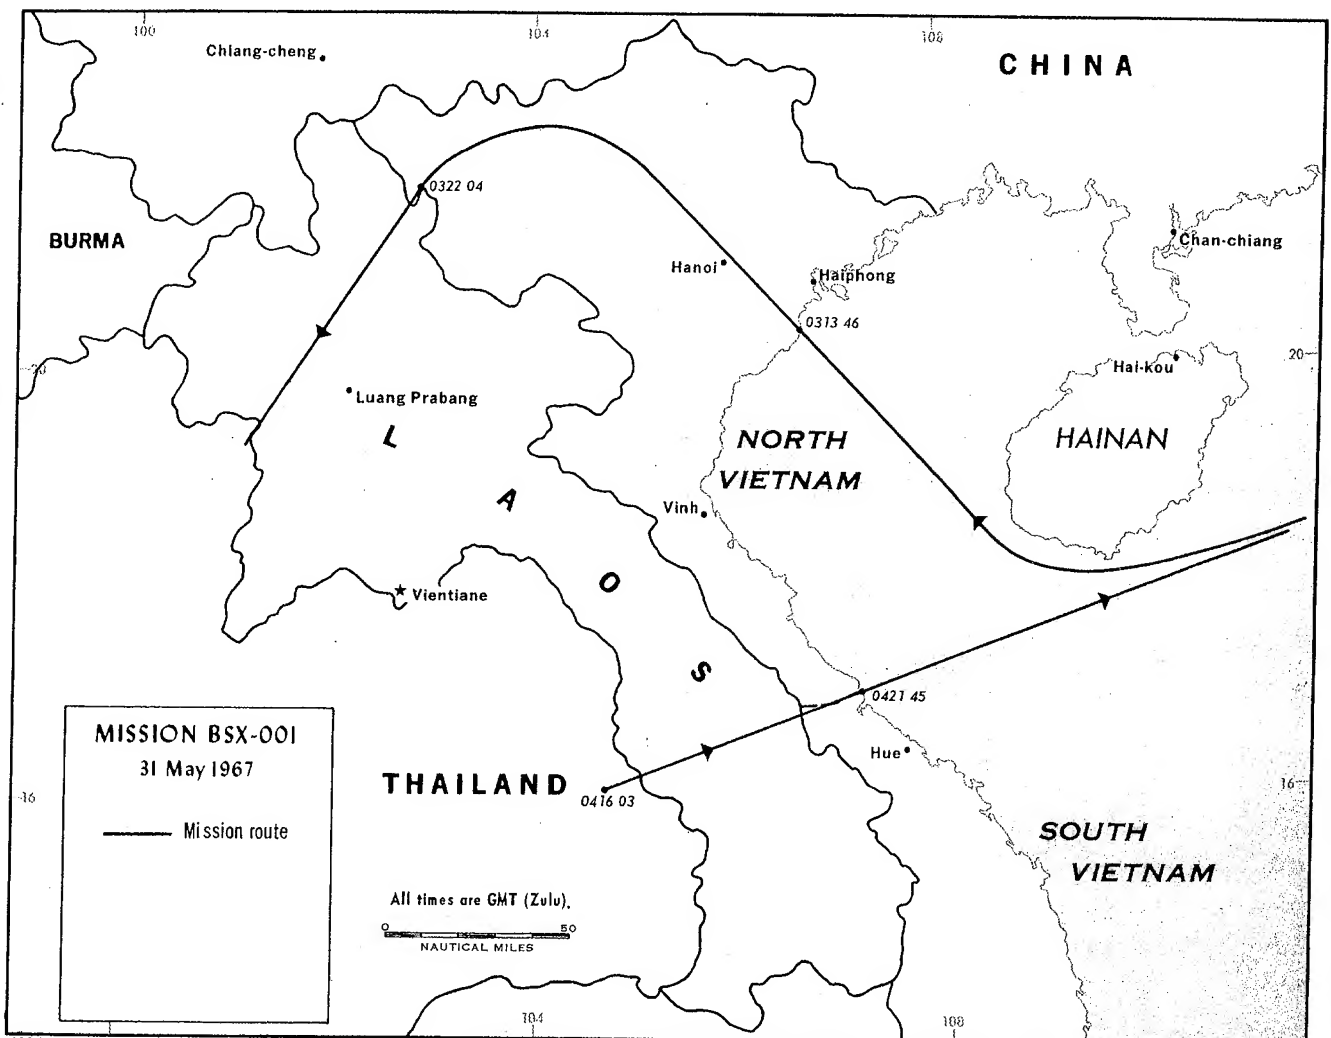 100
104
108
Chiang-cheng
CHINA
0322 04
BURMA
Chan-chiang
Hanoi
Haiphong
0313 46
20
20
Hai-kou
Luang Prabang
L
NORTH
VIETNAM
HAINAN
A
Vinh
O
Vientiane
S
0421 45
MISSION BSX-001
31 May 1967
Mission route
Hue
THAILAND
0416 03
16
16
SOUTH
VIETNAM
All times are GMT (Zulu).
0
50
NAUTICAL MILES
104
108